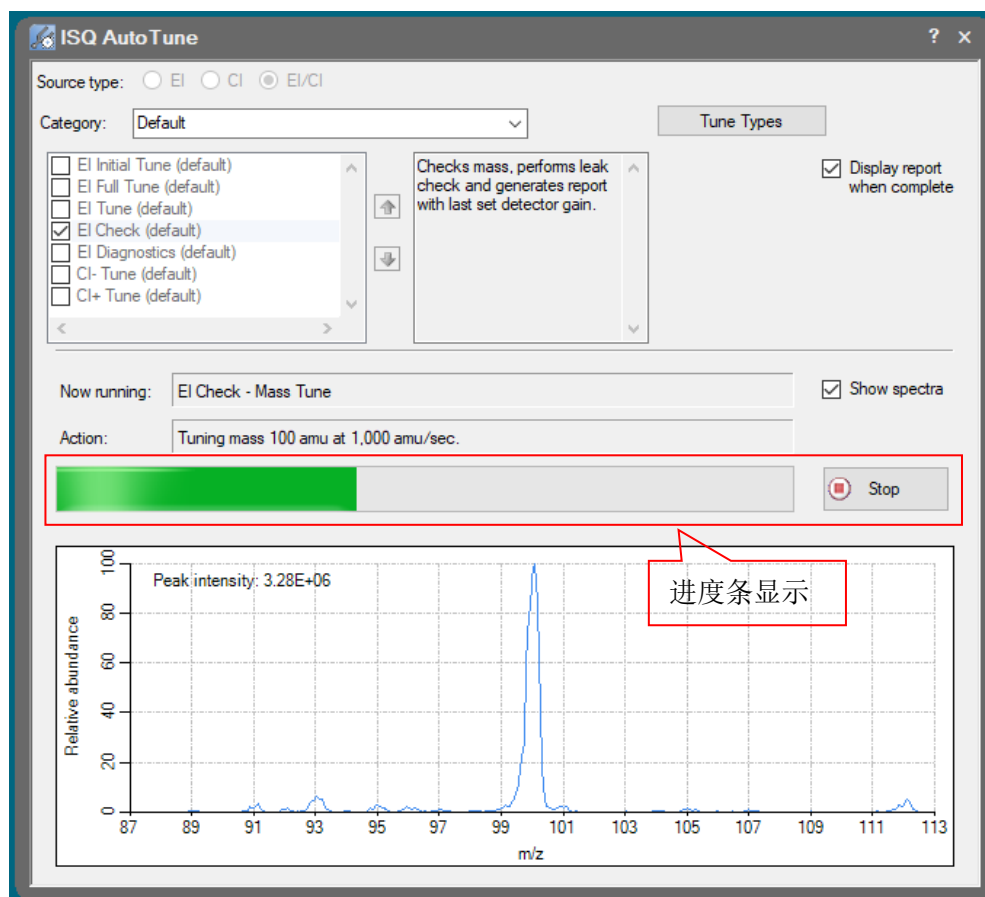 ISQ AutoTune ? ×
Source type: EI CI EI/CI
Category: Default Tune Types
EI Initial Tune (default)
EI Full Tune (default)
EI Tune (default)
EI Check (default)
EI Diagnostics (default)
CI- Tune (default)
CI+ Tune (default)
Checks mass, performs leak
check and generates report
with last set detector gain.
Display report
when complete
Now running: EI Check - Mass Tune
Show spectra
Action: Tuning mass 100 amu at 1,000 amu/sec.
Stop
进度条显示
Peak intensity: 3.28E+06
Relative abundance
100
80
60
40
20
0
87 89 91 93 95 97 99 101 103 105 107 109 111 113
m/z